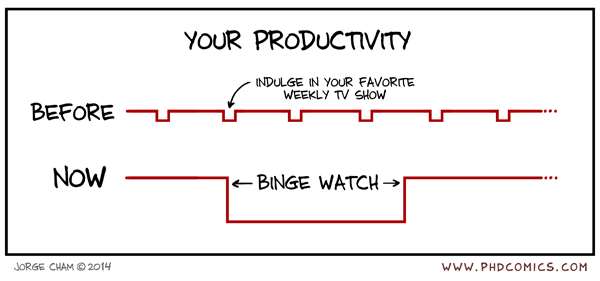 YOUR PRODUCTIVITY
INDULGE IN YOUR FAVORITE
WEEKLY TV SHOW
BEFORE
NOW
BINGE WATCH
JORGE CHAM © 2014
WWW.PHDCOMICS.COM